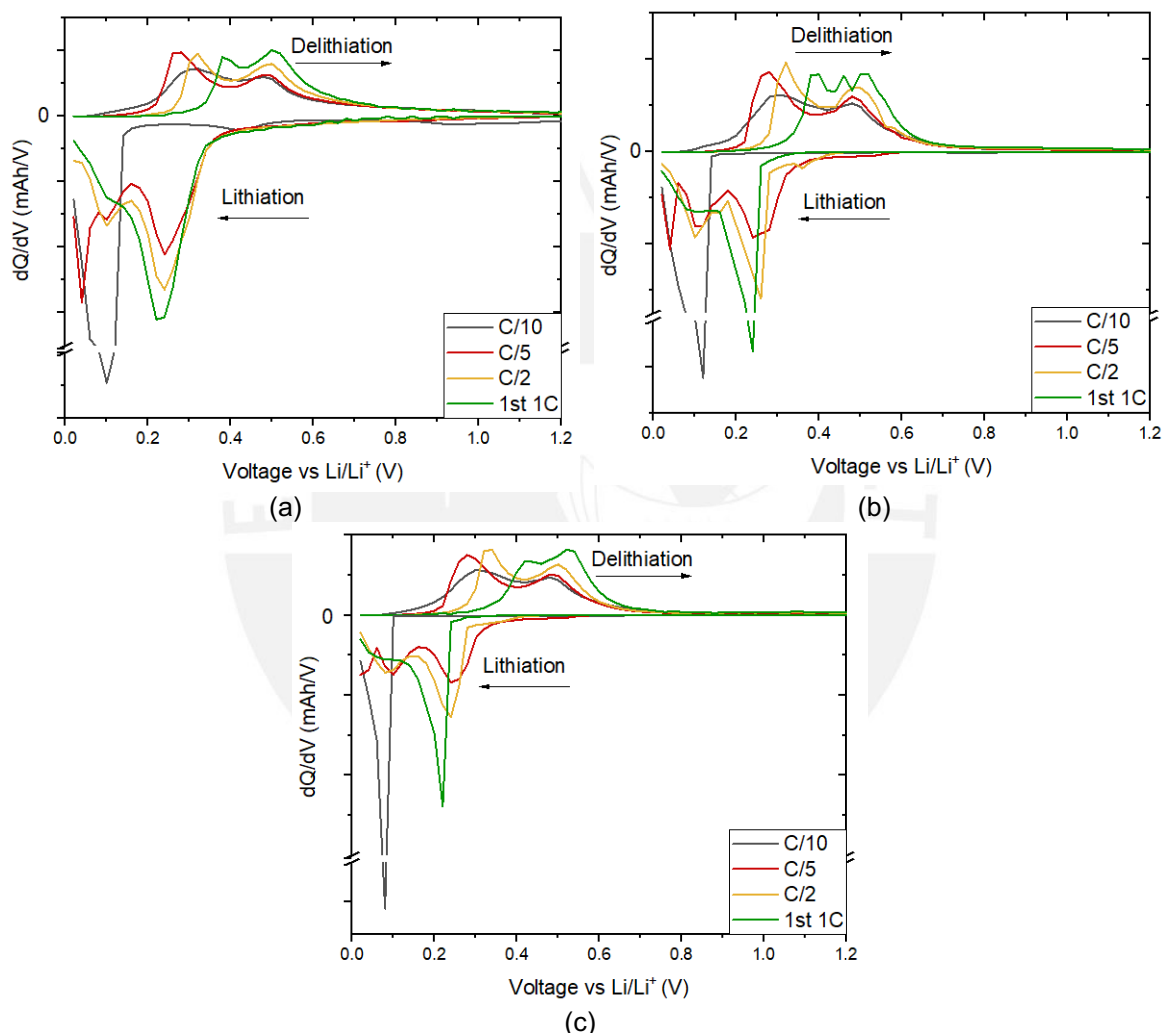 Delithiation
0
Lithiation
dQ/dV (mAh/V)
C/10
C/5
C/2
1st 1C
0.0 0.2 0.4 0.6 0.8 1.0 1.2
Voltage vs Li/Li⁺ (V)
(a)
Delithiation
0
Lithiation
dQ/dV (mAh/V)
C/10
C/5
C/2
1st 1C
0.0 0.2 0.4 0.6 0.8 1.0 1.2
Voltage vs Li/Li⁺ (V)
(b)
Delithiation
0
Lithiation
dQ/dV (mAh/V)
C/10
C/5
C/2
1st 1C
0.0 0.2 0.4 0.6 0.8 1.0 1.2
Voltage vs Li/Li⁺ (V)
(c)